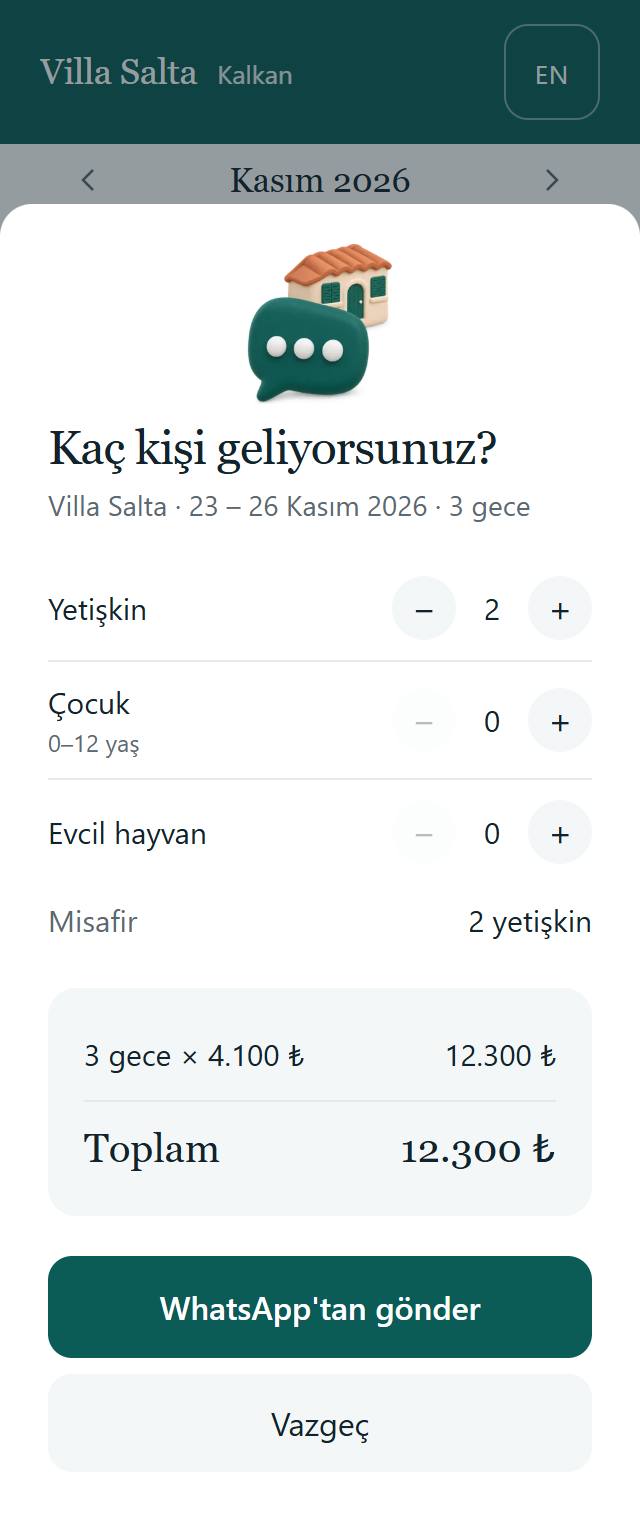 Villa Salta Kalkan
EN
Kasım 2026
Kaç kişi geliyorsunuz?
Villa Salta · 23 – 26 Kasım 2026 · 3 gece
Yetişkin − 2 +
Çocuk
0–12 yaş
− 0 +
Evcil hayvan − 0 +
Misafir 2 yetişkin
3 gece × 4.100 ₺ 12.300 ₺
Toplam 12.300 ₺
WhatsApp'tan gönder
Vazgeç